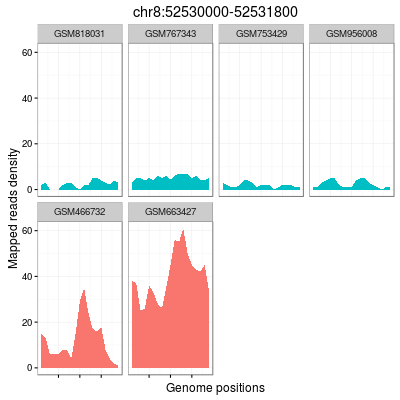 chr8:52530000-52531800
GSM818031 GSM767343 GSM753429 GSM956008
60
40
20
0
GSM466732 GSM663427
60
40
20
0
Mapped reads density
Genome positions